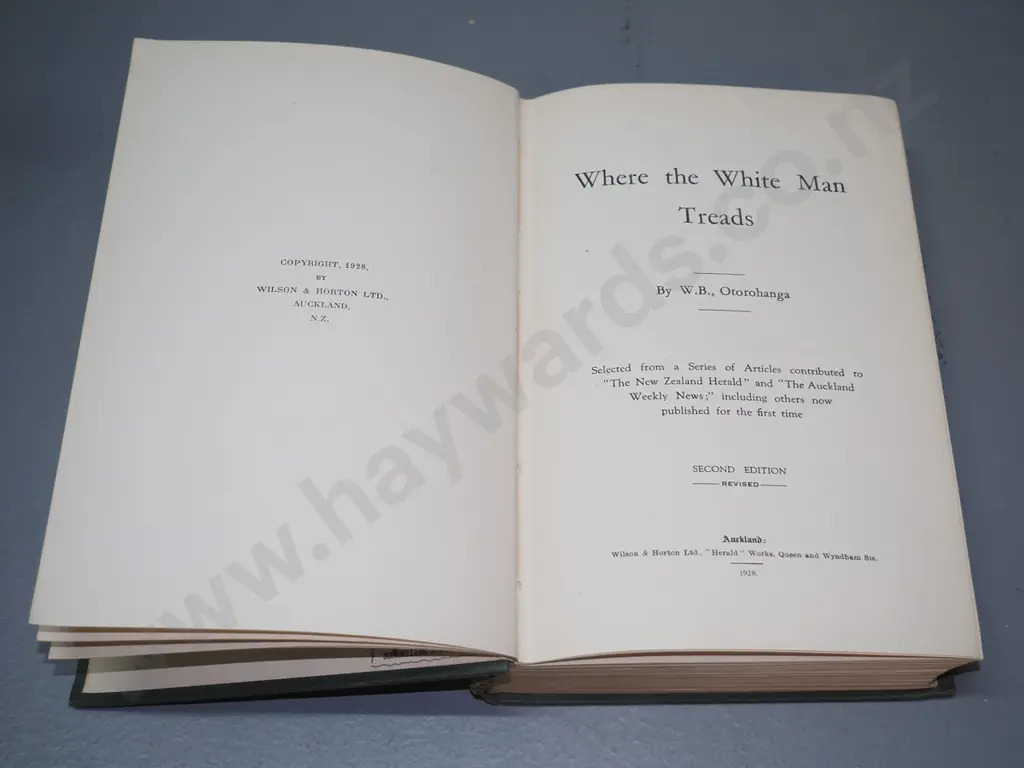 COPYRIGHT, 1928,
BY
WILSON & HORTON LTD.,
AUCKLAND,
N.Z.
Where the White Man
Treads
By W.B., Otorohanga
Selected from a Series of Articles contributed to
"The New Zealand Herald" and "The Auckland
Weekly News;" including others now
published for the first time
SECOND EDITION
REVISED
Auckland:
Wilson & Horton Ltd., "Herald" Works, Queen and Wyndham Sts.
1928.
www.haywards.co.nz